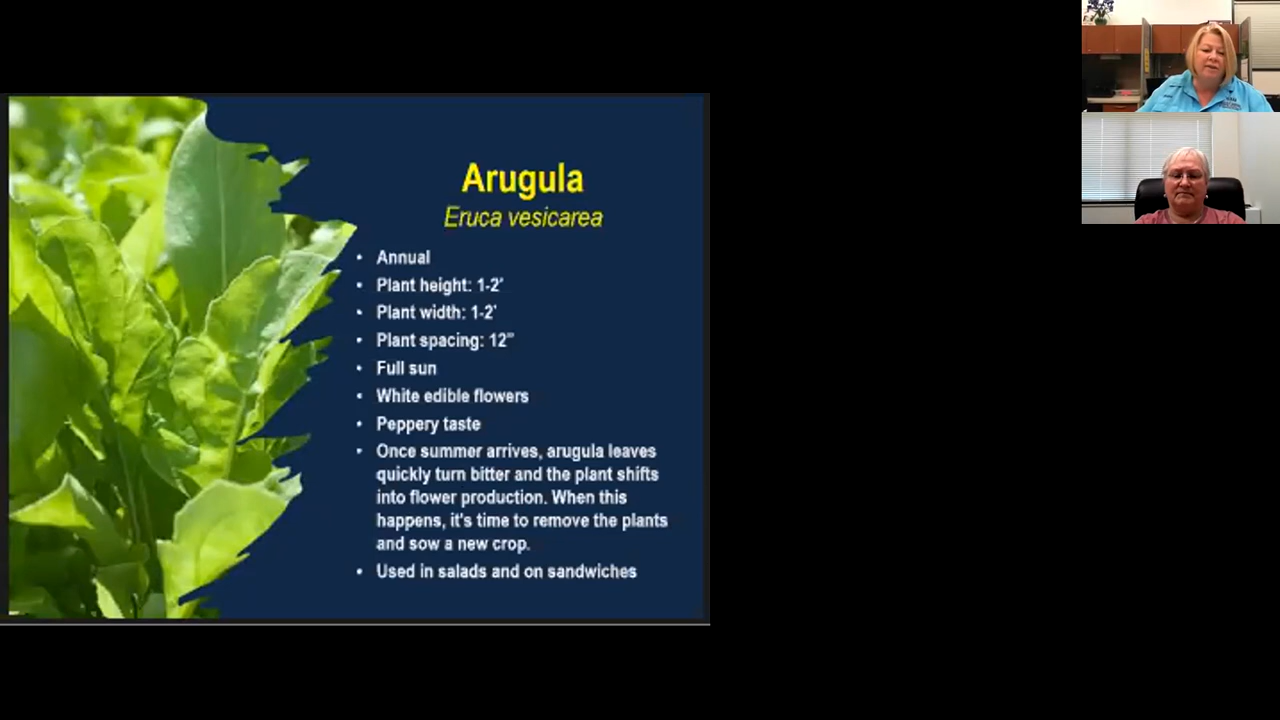 Arugula
Eruca vesicarea
• Annual
• Plant height: 1-2'
• Plant width: 1-2'
• Plant spacing: 12"
• Full sun
• White edible flowers
• Peppery taste
• Once summer arrives, arugula leaves
quickly turn bitter and the plant shifts
into flower production. When this
happens, it's time to remove the plants
and sow a new crop.
• Used in salads and on sandwiches